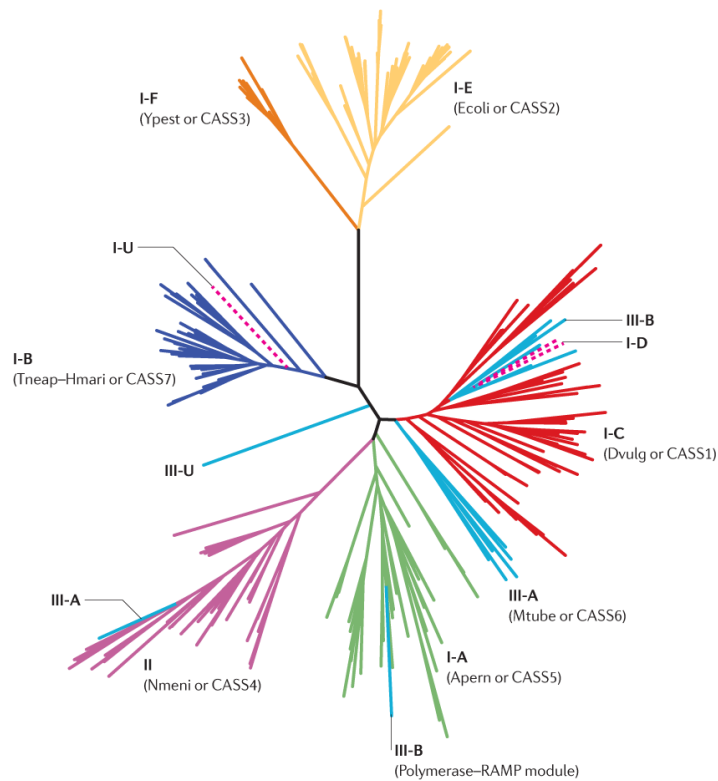 I-E
(Ecoli or CASS2)
I-F
(Ypest or CASS3)
I-U
III-B
I-D
I-B
(Tneap–Hmari or CASS7)
I-C
(Dvulg or CASS1)
III-U
III-A
(Mtube or CASS6)
III-A
II
(Nmeni or CASS4)
I-A
(Apern or CASS5)
III-B
(Polymerase–RAMP module)